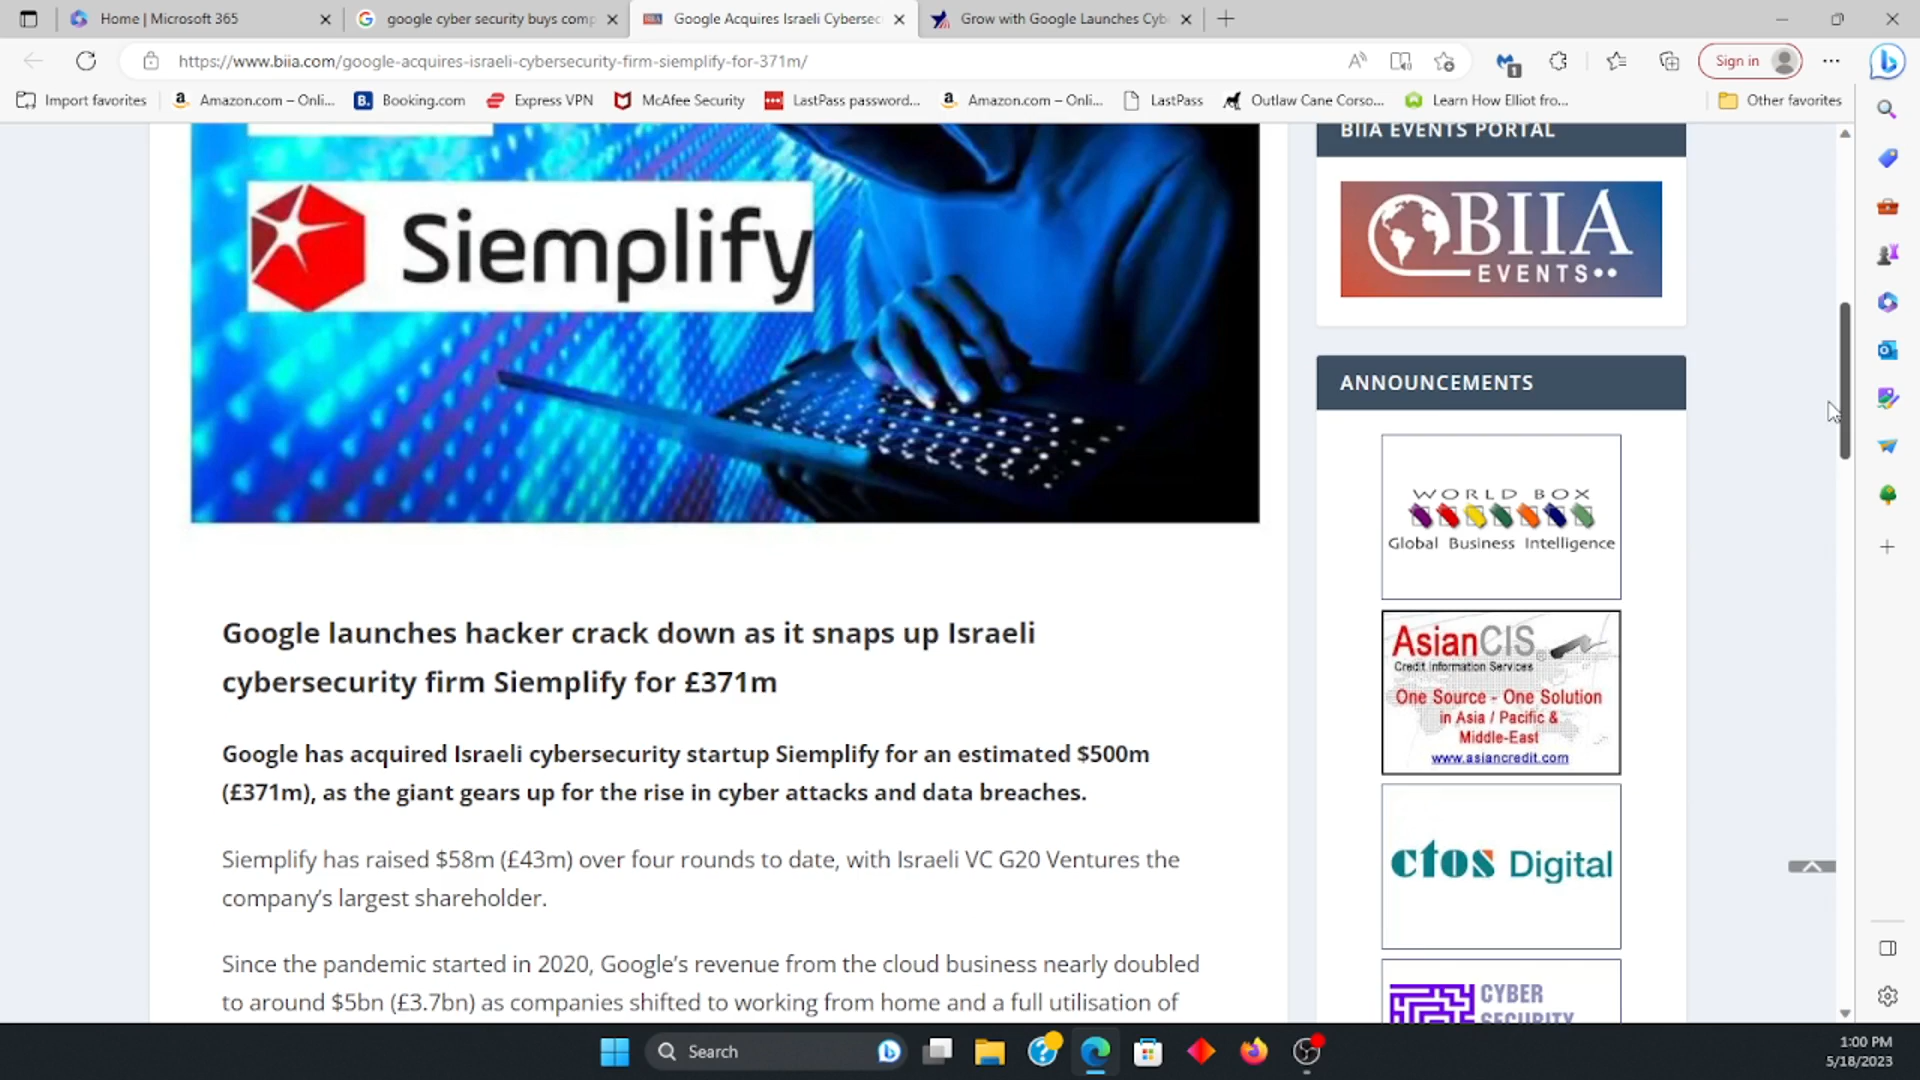 Home | Microsoft 365
google cyber security buys comp
Google Acquires Israeli Cybersec
Grow with Google Launches Cyb
https://www.biia.com/google-acquires-israeli-cybersecurity-firm-siemplify-for-371m/
1
Sign in
Import favorites
Amazon.com – Onli...
Booking.com
Express VPN
McAfee Security
LastPass password...
Amazon.com – Onli...
LastPass
Outlaw Cane Corso...
Learn How Elliot fro...
Other favorites
Siemplify
BIIA EVENTS PORTAL
BIIA
EVENTS
ANNOUNCEMENTS
WORLD BOX
Global Business Intelligence
AsianCIS
Credit Information Services
One Source - One Solution
in Asia / Pacific &
Middle-East
www.asiancredit.com
ctos Digital
CYBER
SECURITY
Google launches hacker crack down as it snaps up Israeli
cybersecurity firm Siemplify for £371m
Google has acquired Israeli cybersecurity startup Siemplify for an estimated $500m
(£371m), as the giant gears up for the rise in cyber attacks and data breaches.
Siemplify has raised $58m (£43m) over four rounds to date, with Israeli VC G20 Ventures the
company's largest shareholder.
Since the pandemic started in 2020, Google's revenue from the cloud business nearly doubled
to around $5bn (£3.7bn) as companies shifted to working from home and a full utilisation of
Search
1:00 PM
5/18/2023